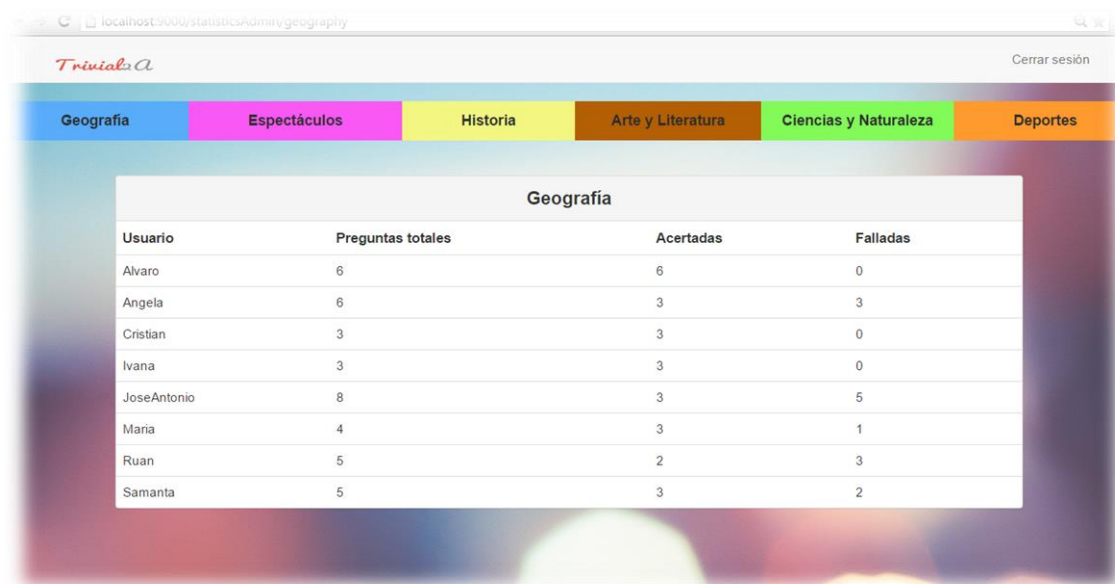 localhost:9000/statisticsAdmin/geography
Trivial2a Cerrar sesión
Geografía Espectáculos Historia Arte y Literatura Ciencias y Naturaleza Deportes
Geografía
Usuario Preguntas totales Acertadas Falladas
Alvaro 6 6 0
Angela 6 3 3
Cristian 3 3 0
Ivana 3 3 0
JoseAntonio 8 3 5
Maria 4 3 1
Ruan 5 2 3
Samanta 5 3 2